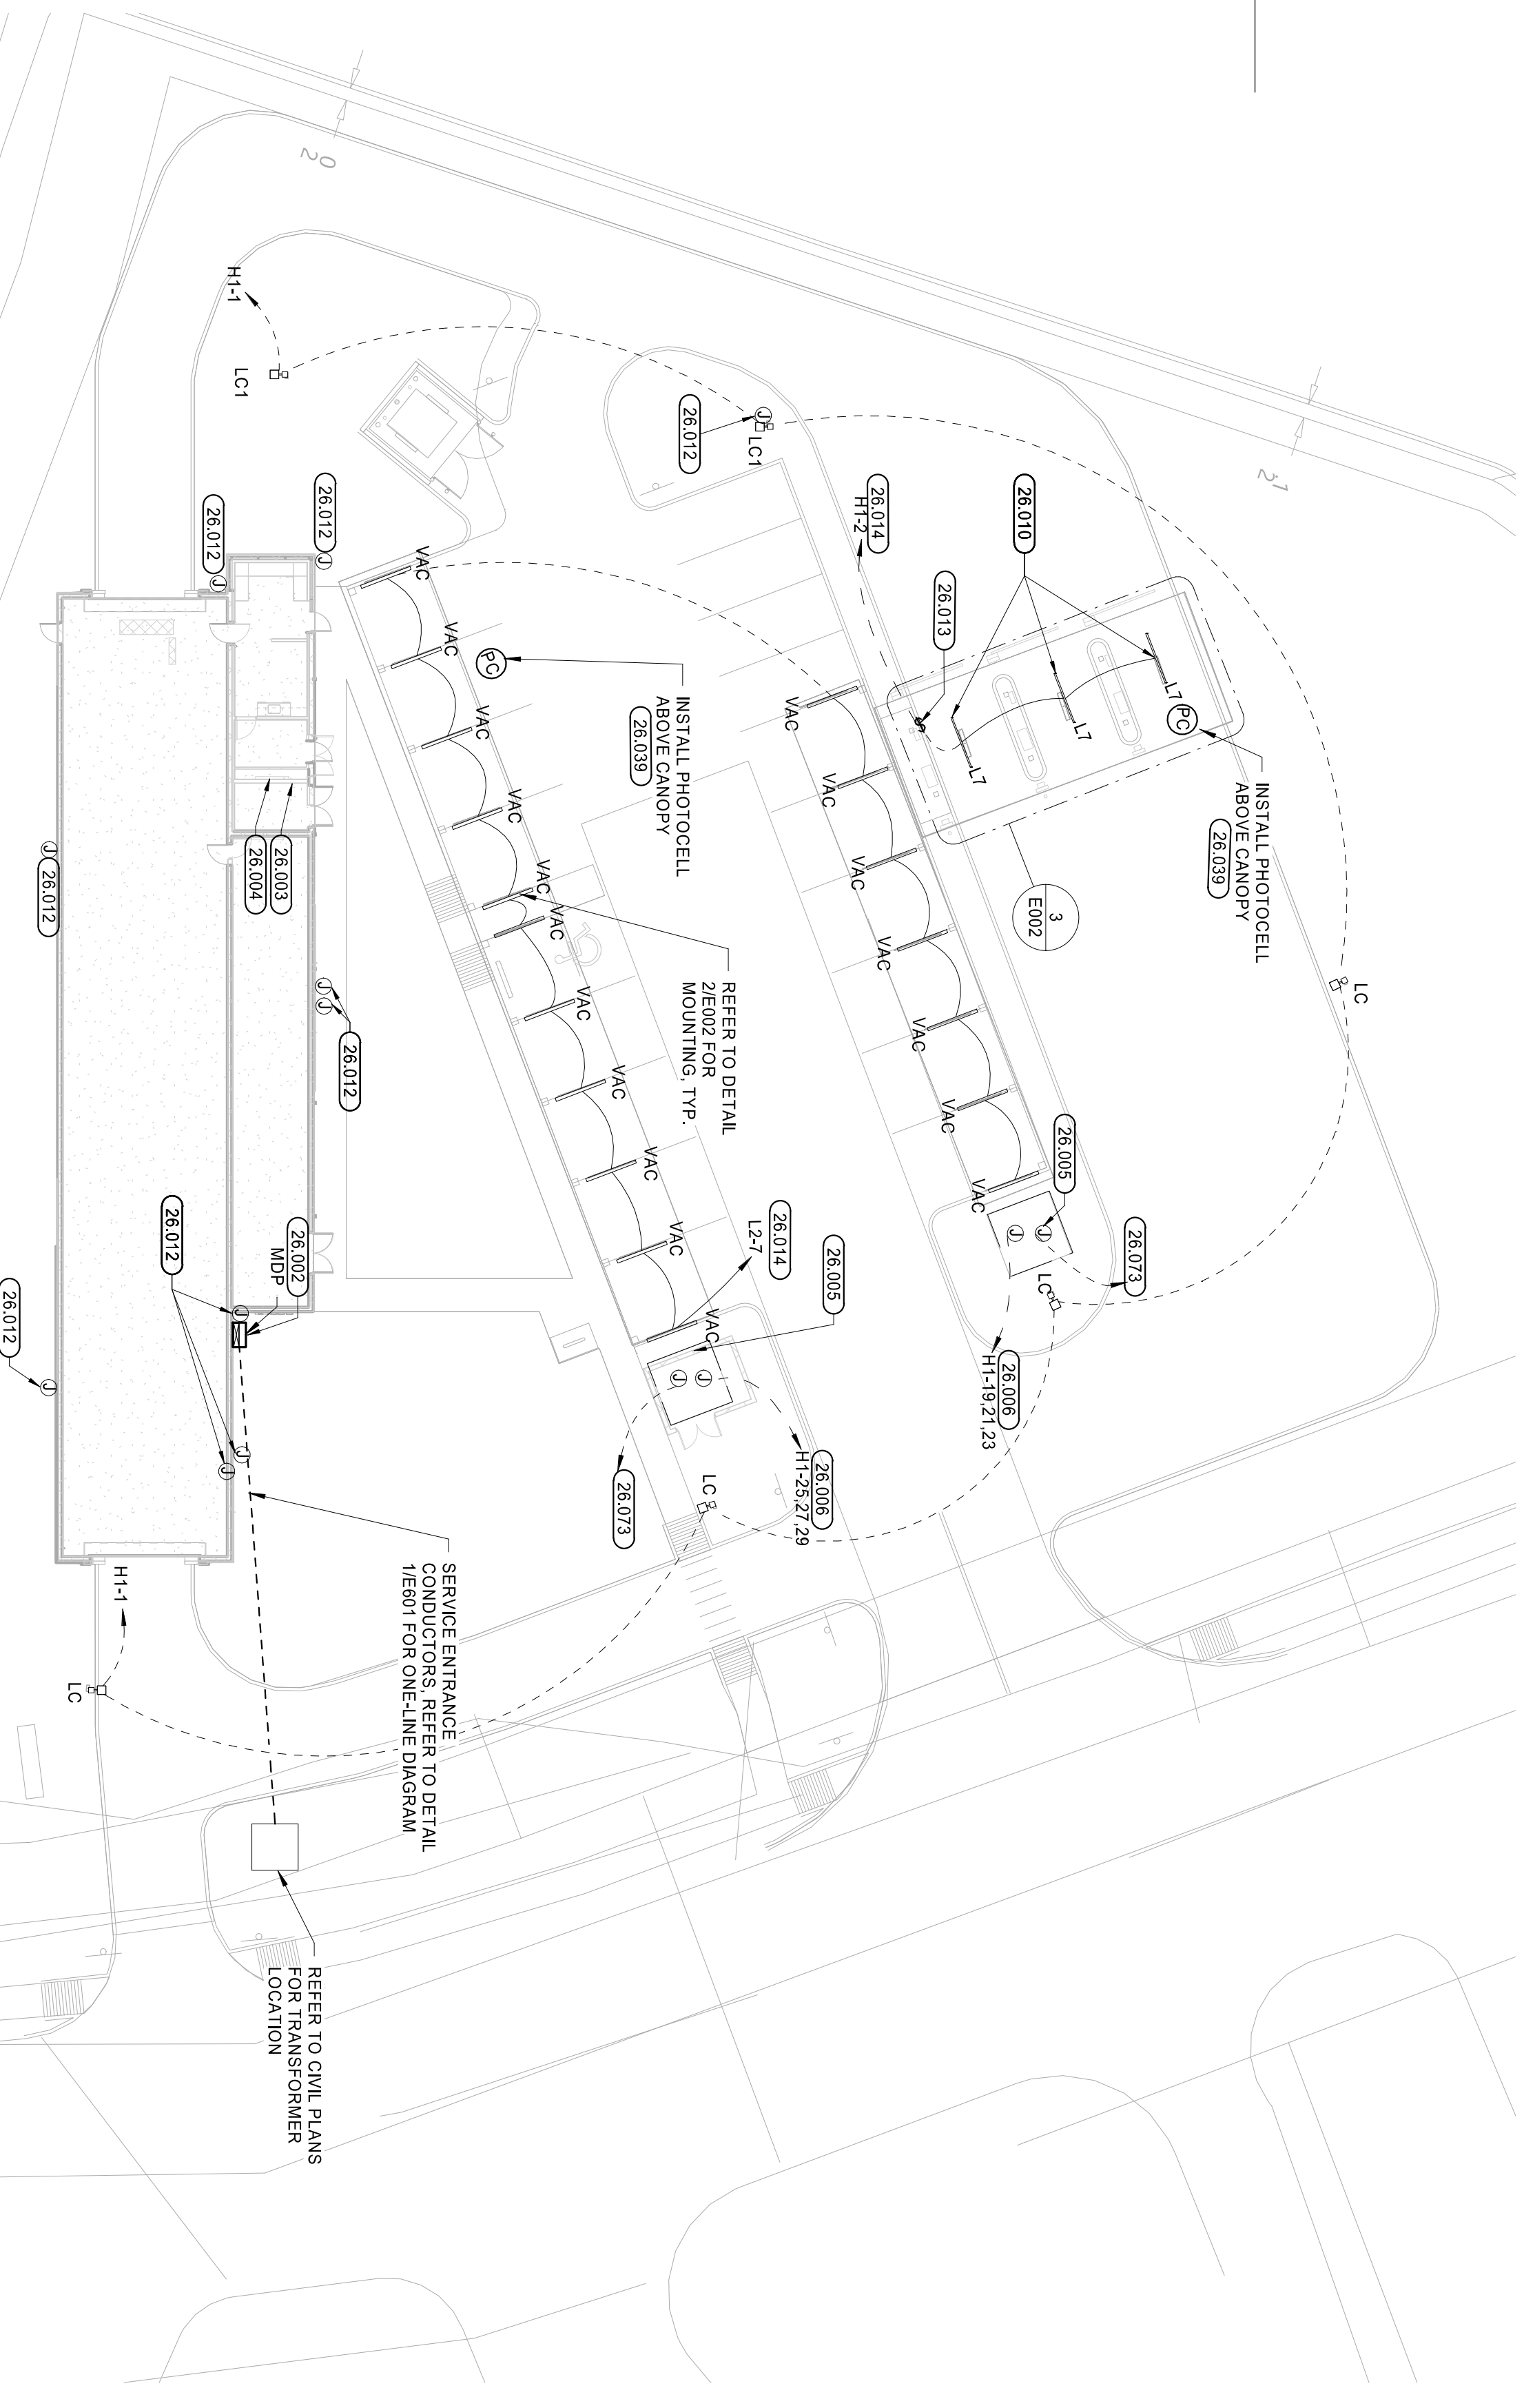 20
27
H1-1
LC1
26.012
LC1
26.014
H1-2
26.010
26.013
L7
L7
L7
PC
INSTALL PHOTOCELL
ABOVE CANOPY
26.039
3
E002
LC
26.012
26.012
VAC
VAC
VAC
VAC
VAC
VAC
VAC
VAC
VAC
VAC
VAC
PC
INSTALL PHOTOCELL
ABOVE CANOPY
26.039
VAC
VAC
VAC
VAC
VAC
VAC
VAC
26.003
26.004
J
26.012
J
J
26.012
REFER TO DETAIL
2/E002 FOR
MOUNTING, TYP.
26.005
J
J
26.073
LC
26.006
H1-19,21,23
26.014
L2-7
26.005
J
J
26.006
H1-25,27,29
26.073
LC
26.012
26.002
MDP
J
J
J
26.012
J
J
J
J
SERVICE ENTRANCE
CONDUCTORS, REFER TO DETAIL
1/E601 FOR ONE-LINE DIAGRAM
H1-1
LC
REFER TO CIVIL PLANS
FOR TRANSFORMER
LOCATION